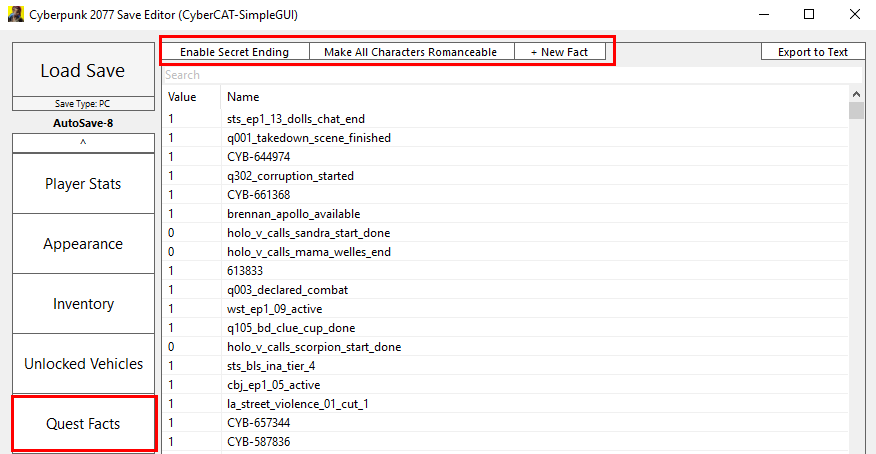 Cyberpunk 2077 Save Editor (CyberCAT-SimpleGUI)
Load Save
Save Type: PC
AutoSave-8
^
Player Stats
Appearance
Inventory
Unlocked Vehicles
Quest Facts
Enable Secret Ending Make All Characters Romanceable + New Fact Export to Text
Search
Value Name
1 sts_ep1_13_dolls_chat_end
1 q001_takedown_scene_finished
1 CYB-644974
1 q302_corruption_started
1 CYB-661368
1 brennan_apollo_available
0 holo_v_calls_sandra_start_done
0 holo_v_calls_mama_welles_end
1 613833
1 q003_declared_combat
1 wst_ep1_09_active
1 q105_bd_clue_cup_done
0 holo_v_calls_scorpion_start_done
1 sts_bls_ina_tier_4
1 cbj_ep1_05_active
1 la_street_violence_01_cut_1
1 CYB-657344
1 CYB-587836